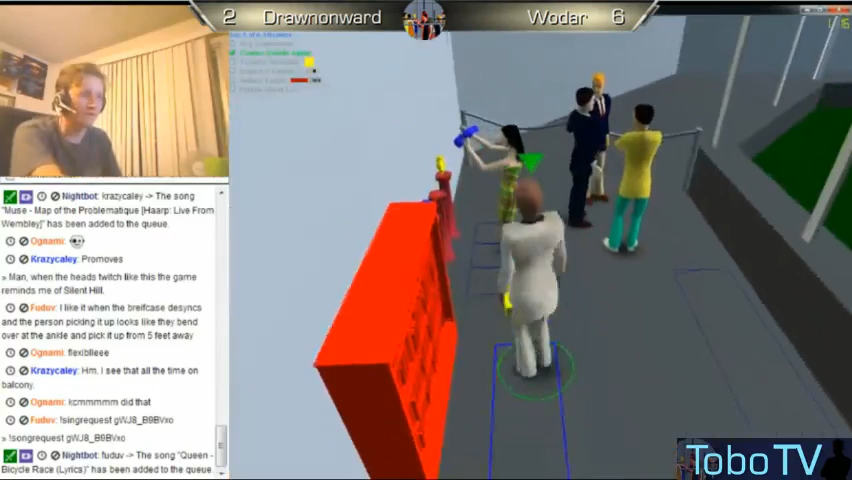 2 Drawnonward Wodar 6
Nightbot: krazycaley -> The song
"Muse - Map of the Problematique [Haarp: Live From
Wembley]" has been added to the queue.
Ognami:
Krazycaley: Promoves
» Man, when the heads twitch like this the game
reminds me of Silent Hill.
Fuduv: I like it when the breifcase desyncs
and the person picking it up looks like they bend
over at the ankle and pick it up from 5 feet away
Ognami: flexiblieee
Krazycaley: Hm, I see that all the time on
balcony.
Ognami: kcmmmmm did that
Fuduv: !singrequest gWJ8_B9BVxo
» !songrequest gWJ8_B9BVxo
Nightbot: fuduv -> The song "Queen -
Bicycle Race (Lyrics)" has been added to the queue.
ToboTV